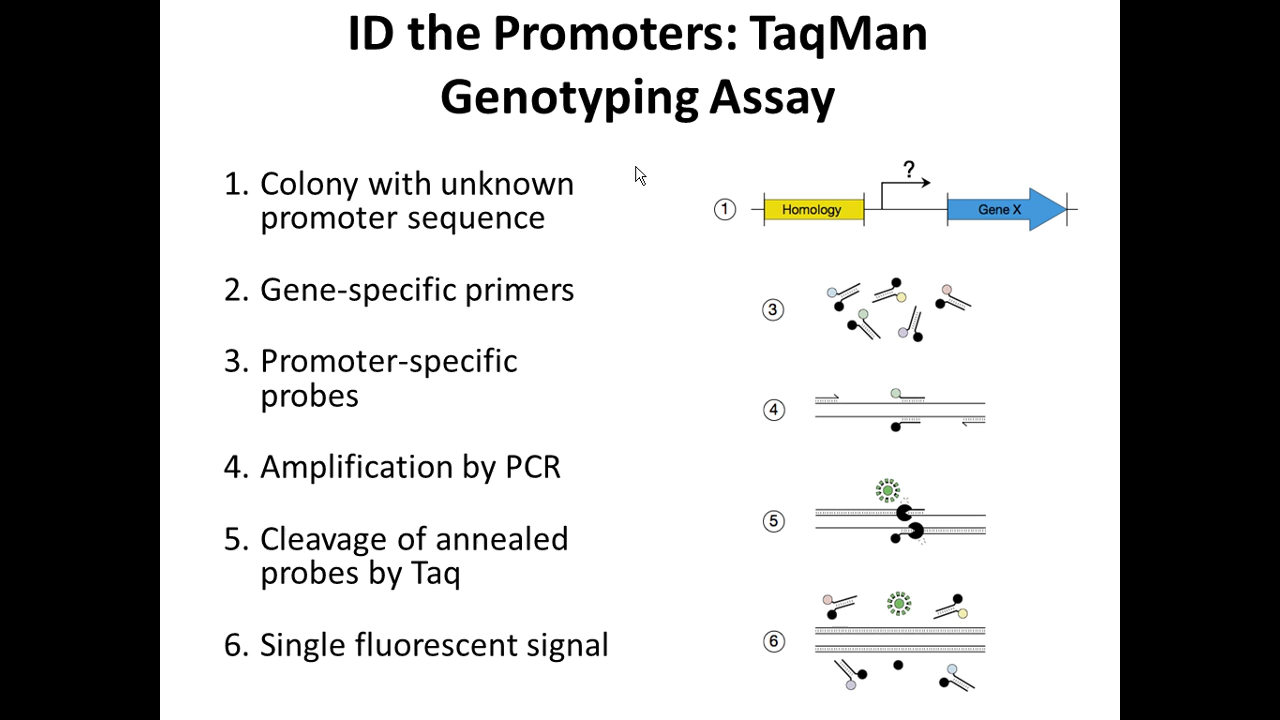 ID the Promoters: TaqMan
Genotyping Assay
1. Colony with unknown
promoter sequence
2. Gene-specific primers
3. Promoter-specific
probes
4. Amplification by PCR
5. Cleavage of annealed
probes by Taq
6. Single fluorescent signal
?
1
Homology
Gene X
3
4
5
6